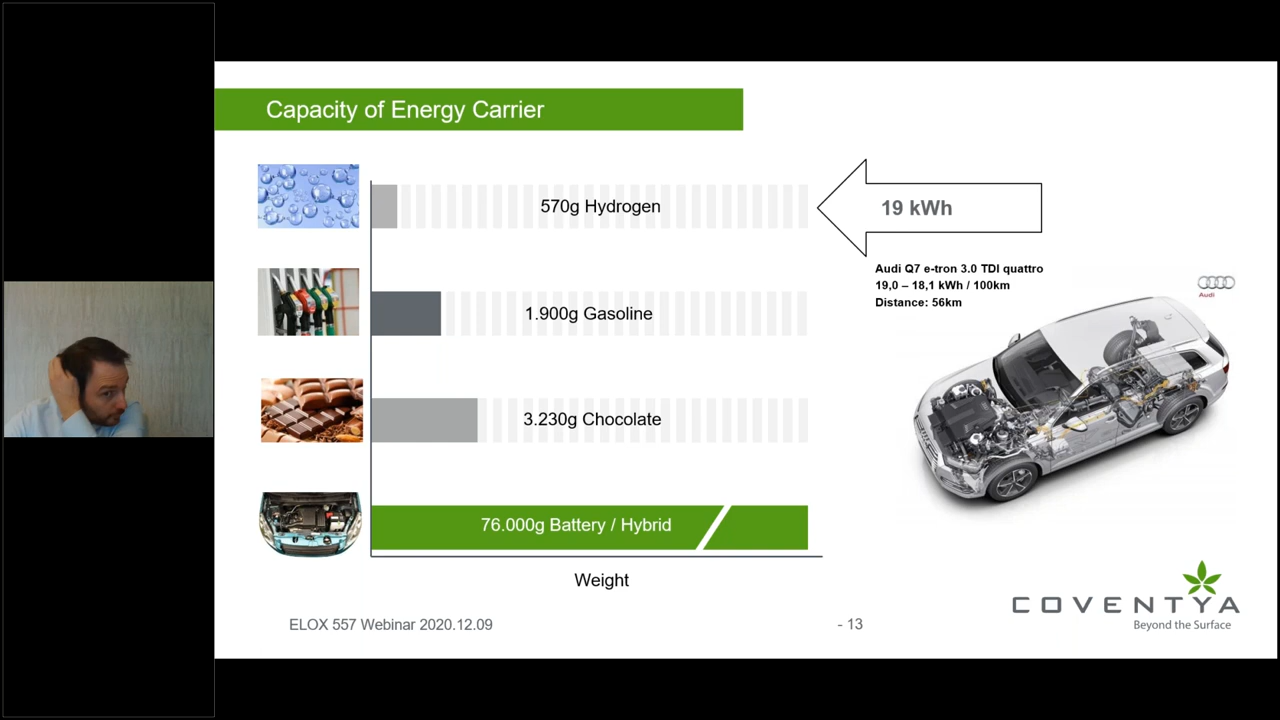 Capacity of Energy Carrier
570g Hydrogen
19 kWh
Audi Q7 e-tron 3.0 TDI quattro
19,0 – 18,1 kWh / 100km
Distance: 56km
Audi
1.900g Gasoline
3.230g Chocolate
76.000g Battery / Hybrid
Weight
COVENTYA
Beyond the Surface
ELOX 557 Webinar 2020.12.09
- 13